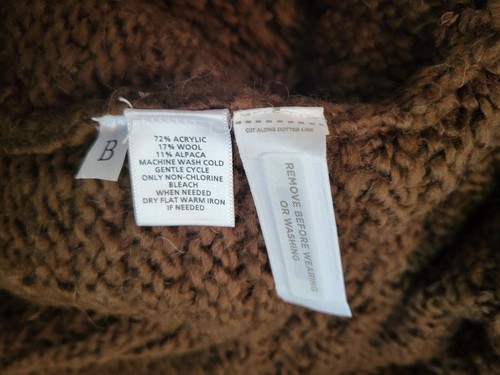 B
72% ACRYLIC
17% WOOL
11% ALPACA
MACHINE WASH COLD
GENTLE CYCLE
ONLY NON-CHLORINE
BLEACH
WHEN NEEDED
DRY FLAT WARM IRON
IF NEEDED
CUT ALONG DOTTED LINE
REMOVE BEFORE WEARING
OR WASHING